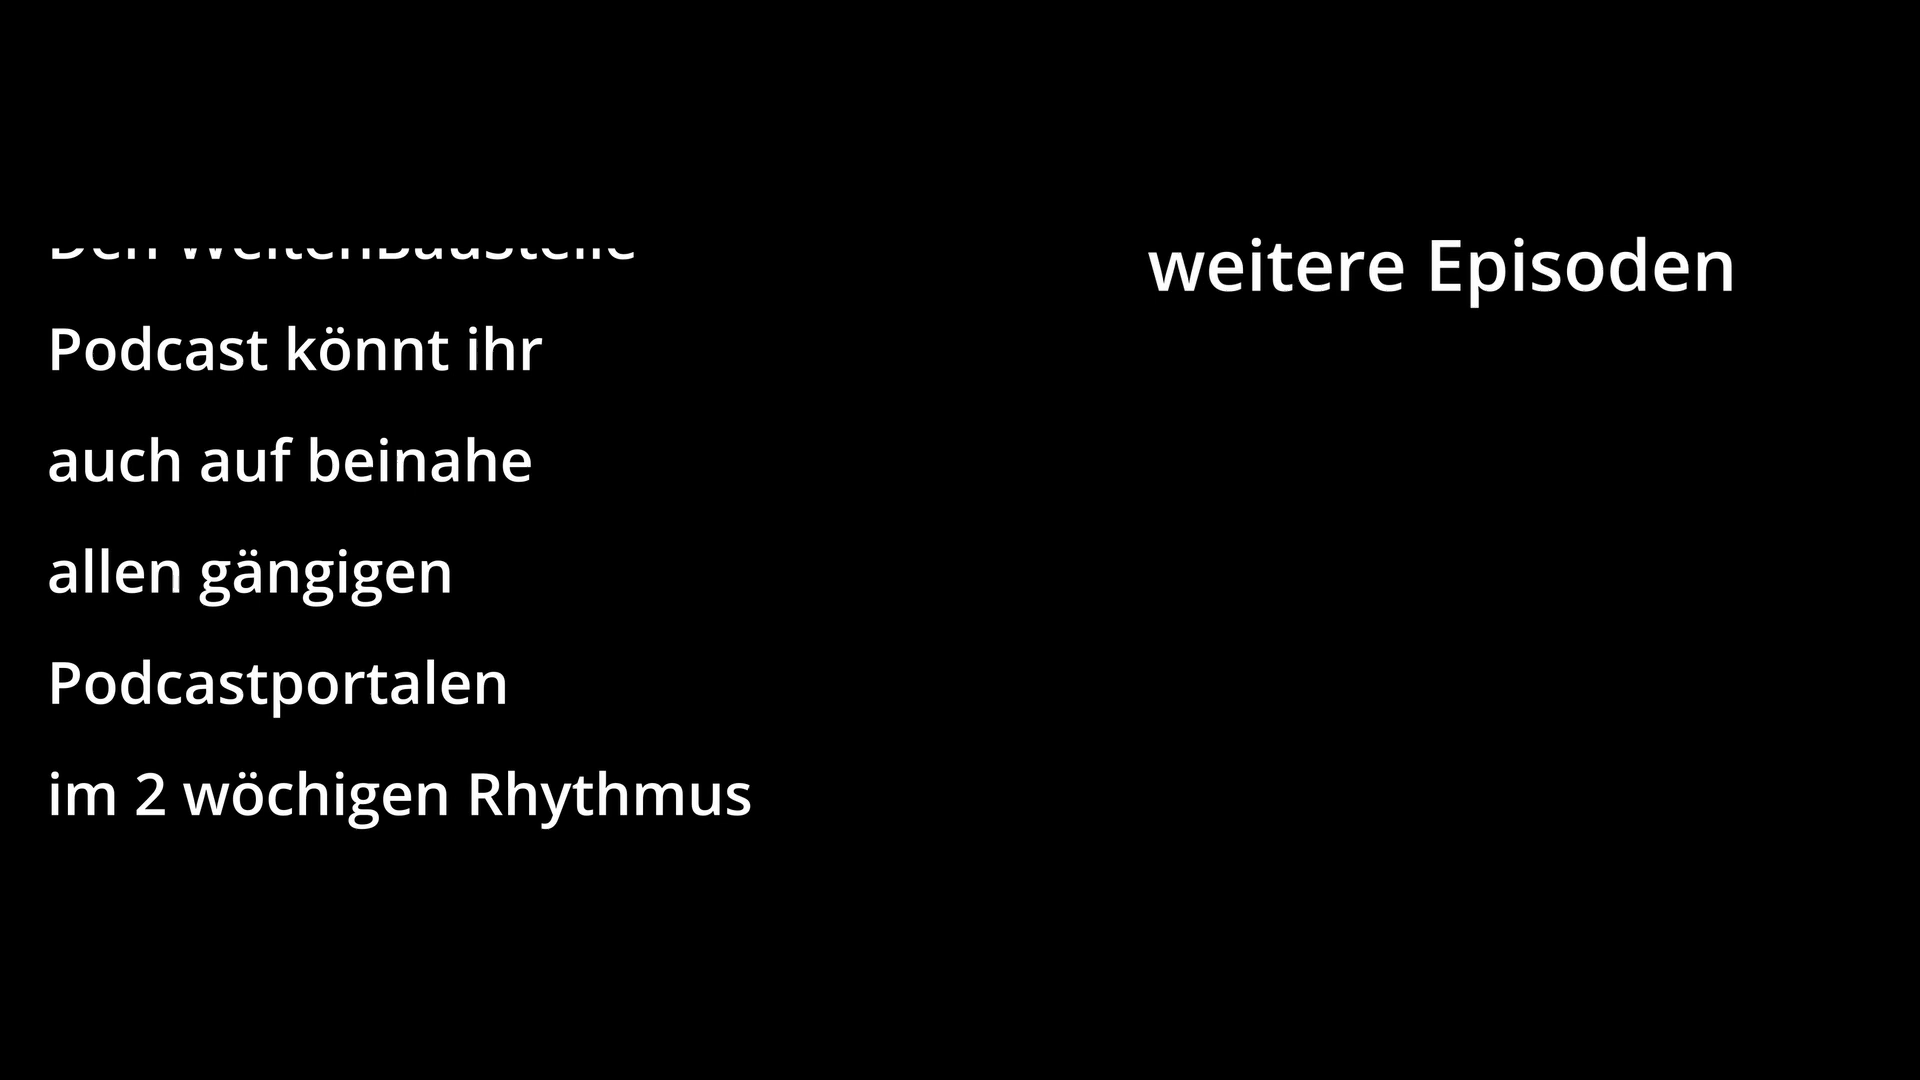 Podcast könnt ihr
auch auf beinahe
allen gängigen
Podcastportalen
im 2 wöchigen Rhythmus
weitere Episoden